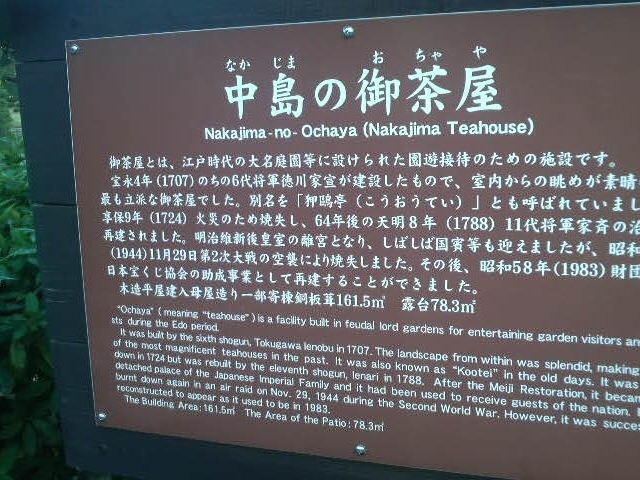 なか じま お ちゃ や
中島の御茶屋
Nakajima-no-Ochaya (Nakajima Teahouse)
御茶屋とは、江戸時代の大名庭園等に設けられた園遊接待のための施設です。
宝永4年(1707)のちの6代将軍徳川家宣が建設したもので、室内からの眺めが素晴
最も立派な御茶屋でした。別名を「狎鴎亭(こうおうてい)」とも呼ばれていまし
享保9年(1724)火災のため焼失し、64年後の天明8年(1788)11代将軍家斉の
再建されました。明治維新後皇室の離宮となり、しばしば国賓等も迎えましたが、昭和
(1944)11月29日第2次大戦の空襲により焼失しました。その後、昭和58年(1983)財団
日本宝くじ協会の助成事業として再建することができました。
木造平屋建入母屋造り一部寄棟銅板葺161.5㎡ 露台78.3㎡
"Ochaya" (meaning "teahouse") is a facility built in feudal lord gardens for entertaining garden visitors an
sts during the Edo period.
It was built by the sixth shogun, Tokugawa Ienobu in 1707. The landscape from within was splendid, making
of the most magnificent teahouses in the past. It was also known as "Kootei" in the old days. It was
down in 1724 but was rebuilt by the eleventh shogun, Ienari in 1788. After the Meiji Restoration, it becam
detached palace of the Japanese Imperial Family and it had been used to receive guests of the nation.
burnt down again in an air raid on Nov. 29, 1944 during the Second World War. However, it was succes
reconstructed to appear as it used to be in 1983.
The Building Area:161.5㎡ The Area of the Patio:78.3㎡